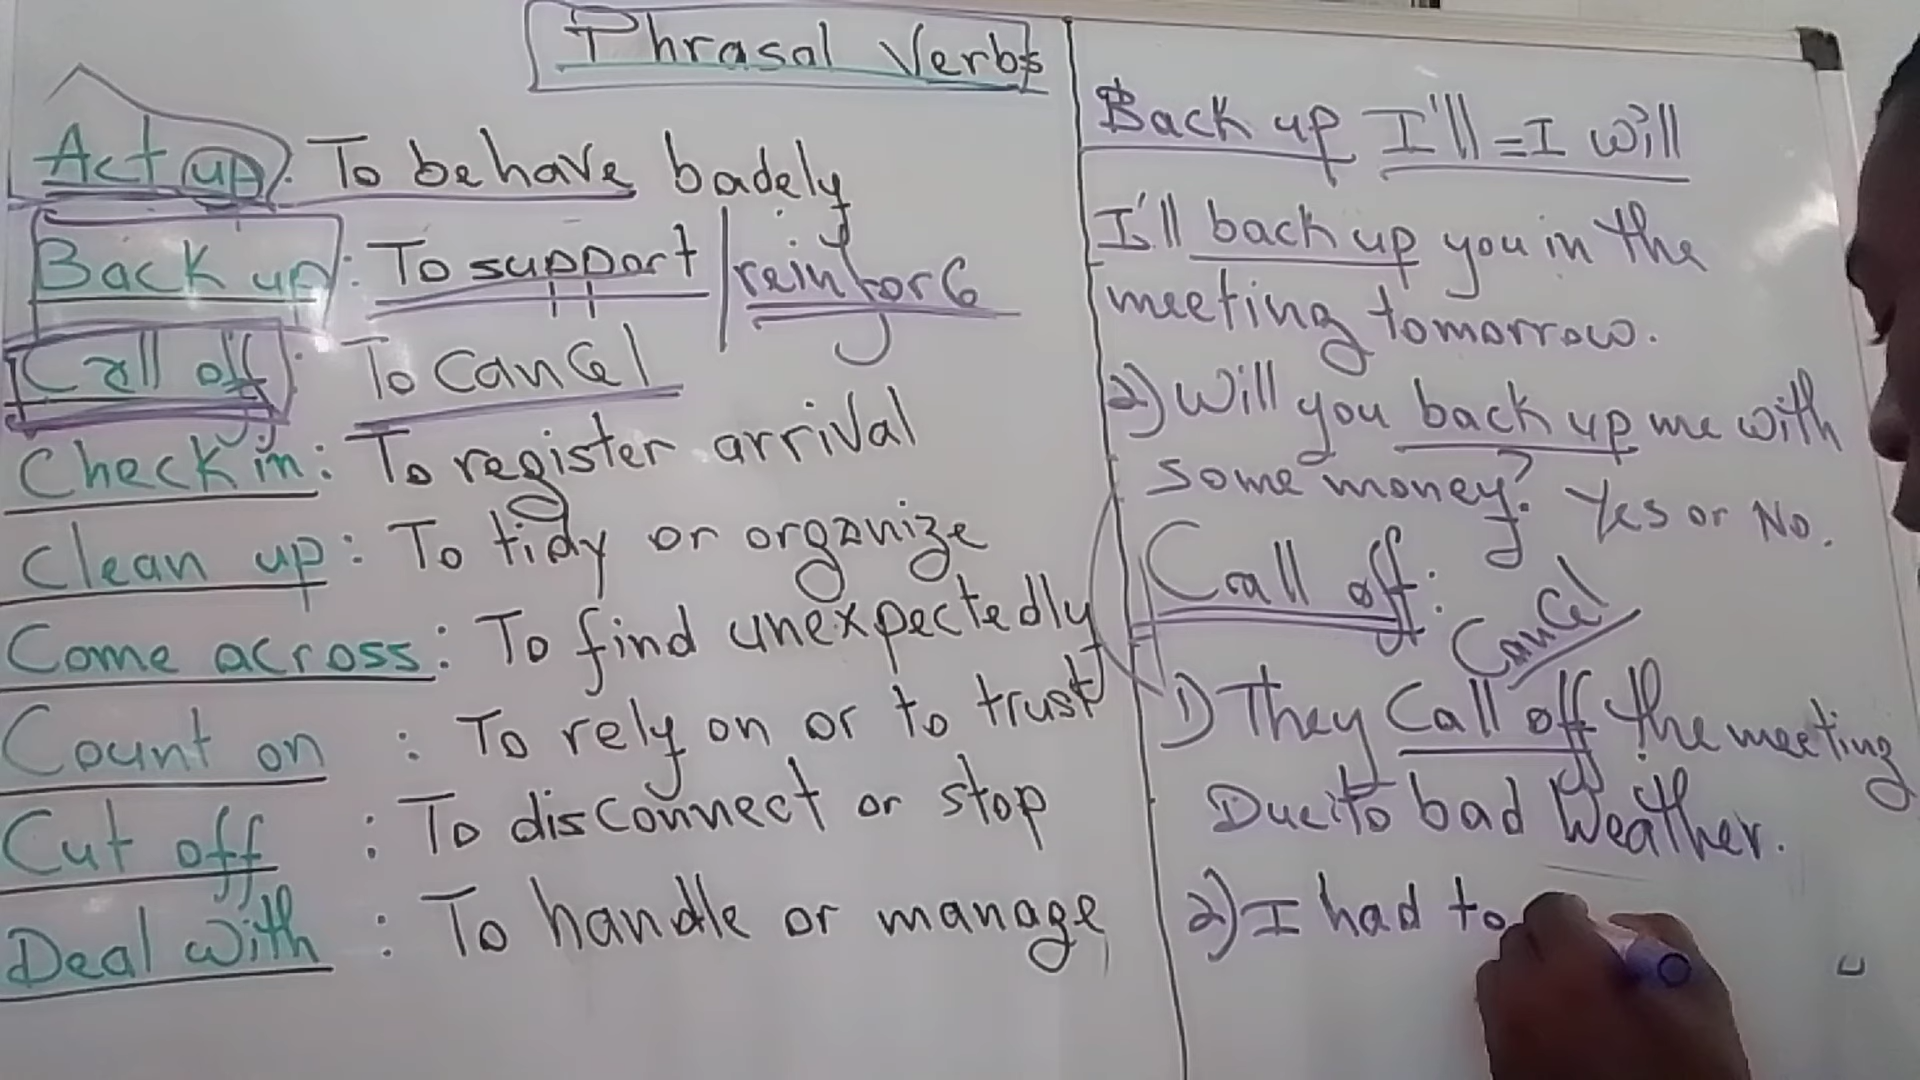 Phrasal Verbs
Act up: To behave badely
Back up: To support / reinforce
Call off: To Cancel
Check in: To register arrival
Clean up: To tidy or organize
Come across: To find unexpectedly
Count on : To rely on or to trust
Cut off : To disconnect or stop
Deal with : To handle or manage
Back up I'll = I will
I'll back up you in the
meeting tomorrow.
2) Will you back up me with
some money? Yes or No.
Call off:
Cancel
1) They Call off the meeting
Due to bad Weather.
2) I had to